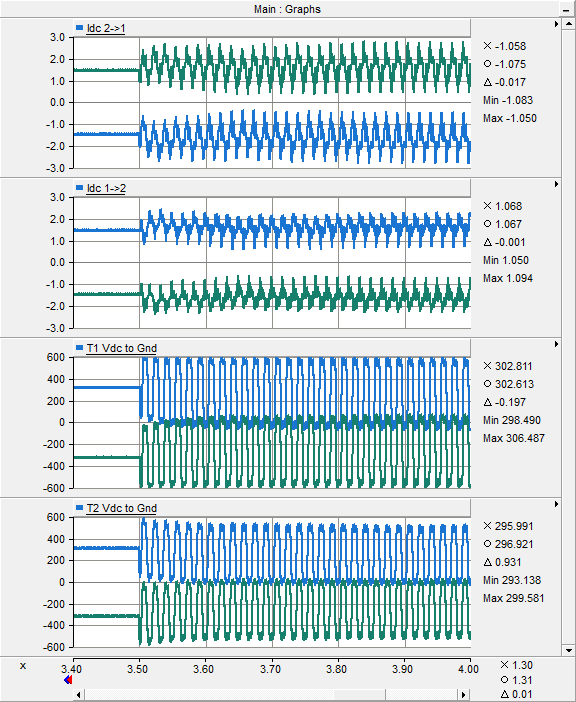 Main : Graphs
Idc 2->1
3.0
2.0
1.0
0.0
-1.0
-2.0
-3.0
-1.058
-1.075
-0.017
Min -1.083
Max -1.050
Idc 1->2
3.0
2.0
1.0
0.0
-1.0
-2.0
-3.0
1.068
1.067
-0.001
Min 1.050
Max 1.094
T1 Vdc to Gnd
600
400
200
0
-200
-400
-600
302.811
302.613
-0.197
Min 298.490
Max 306.487
T2 Vdc to Gnd
600
400
200
0
-200
-400
-600
295.991
296.921
0.931
Min 293.138
Max 299.581
x
3.40 3.50 3.60 3.70 3.80 3.90 4.00
1.30
1.31
0.01